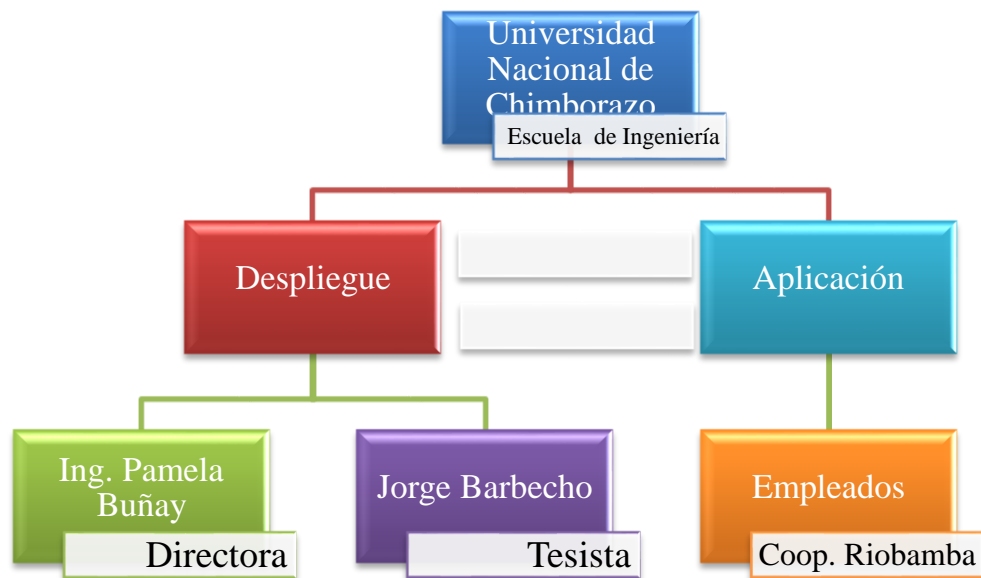 Universidad
Nacional de
Chimborazo
Escuela de Ingeniería
Despliegue
Aplicación
Ing. Pamela
Buñay
Directora
Jorge Barbecho
Tesista
Empleados
Coop. Riobamba